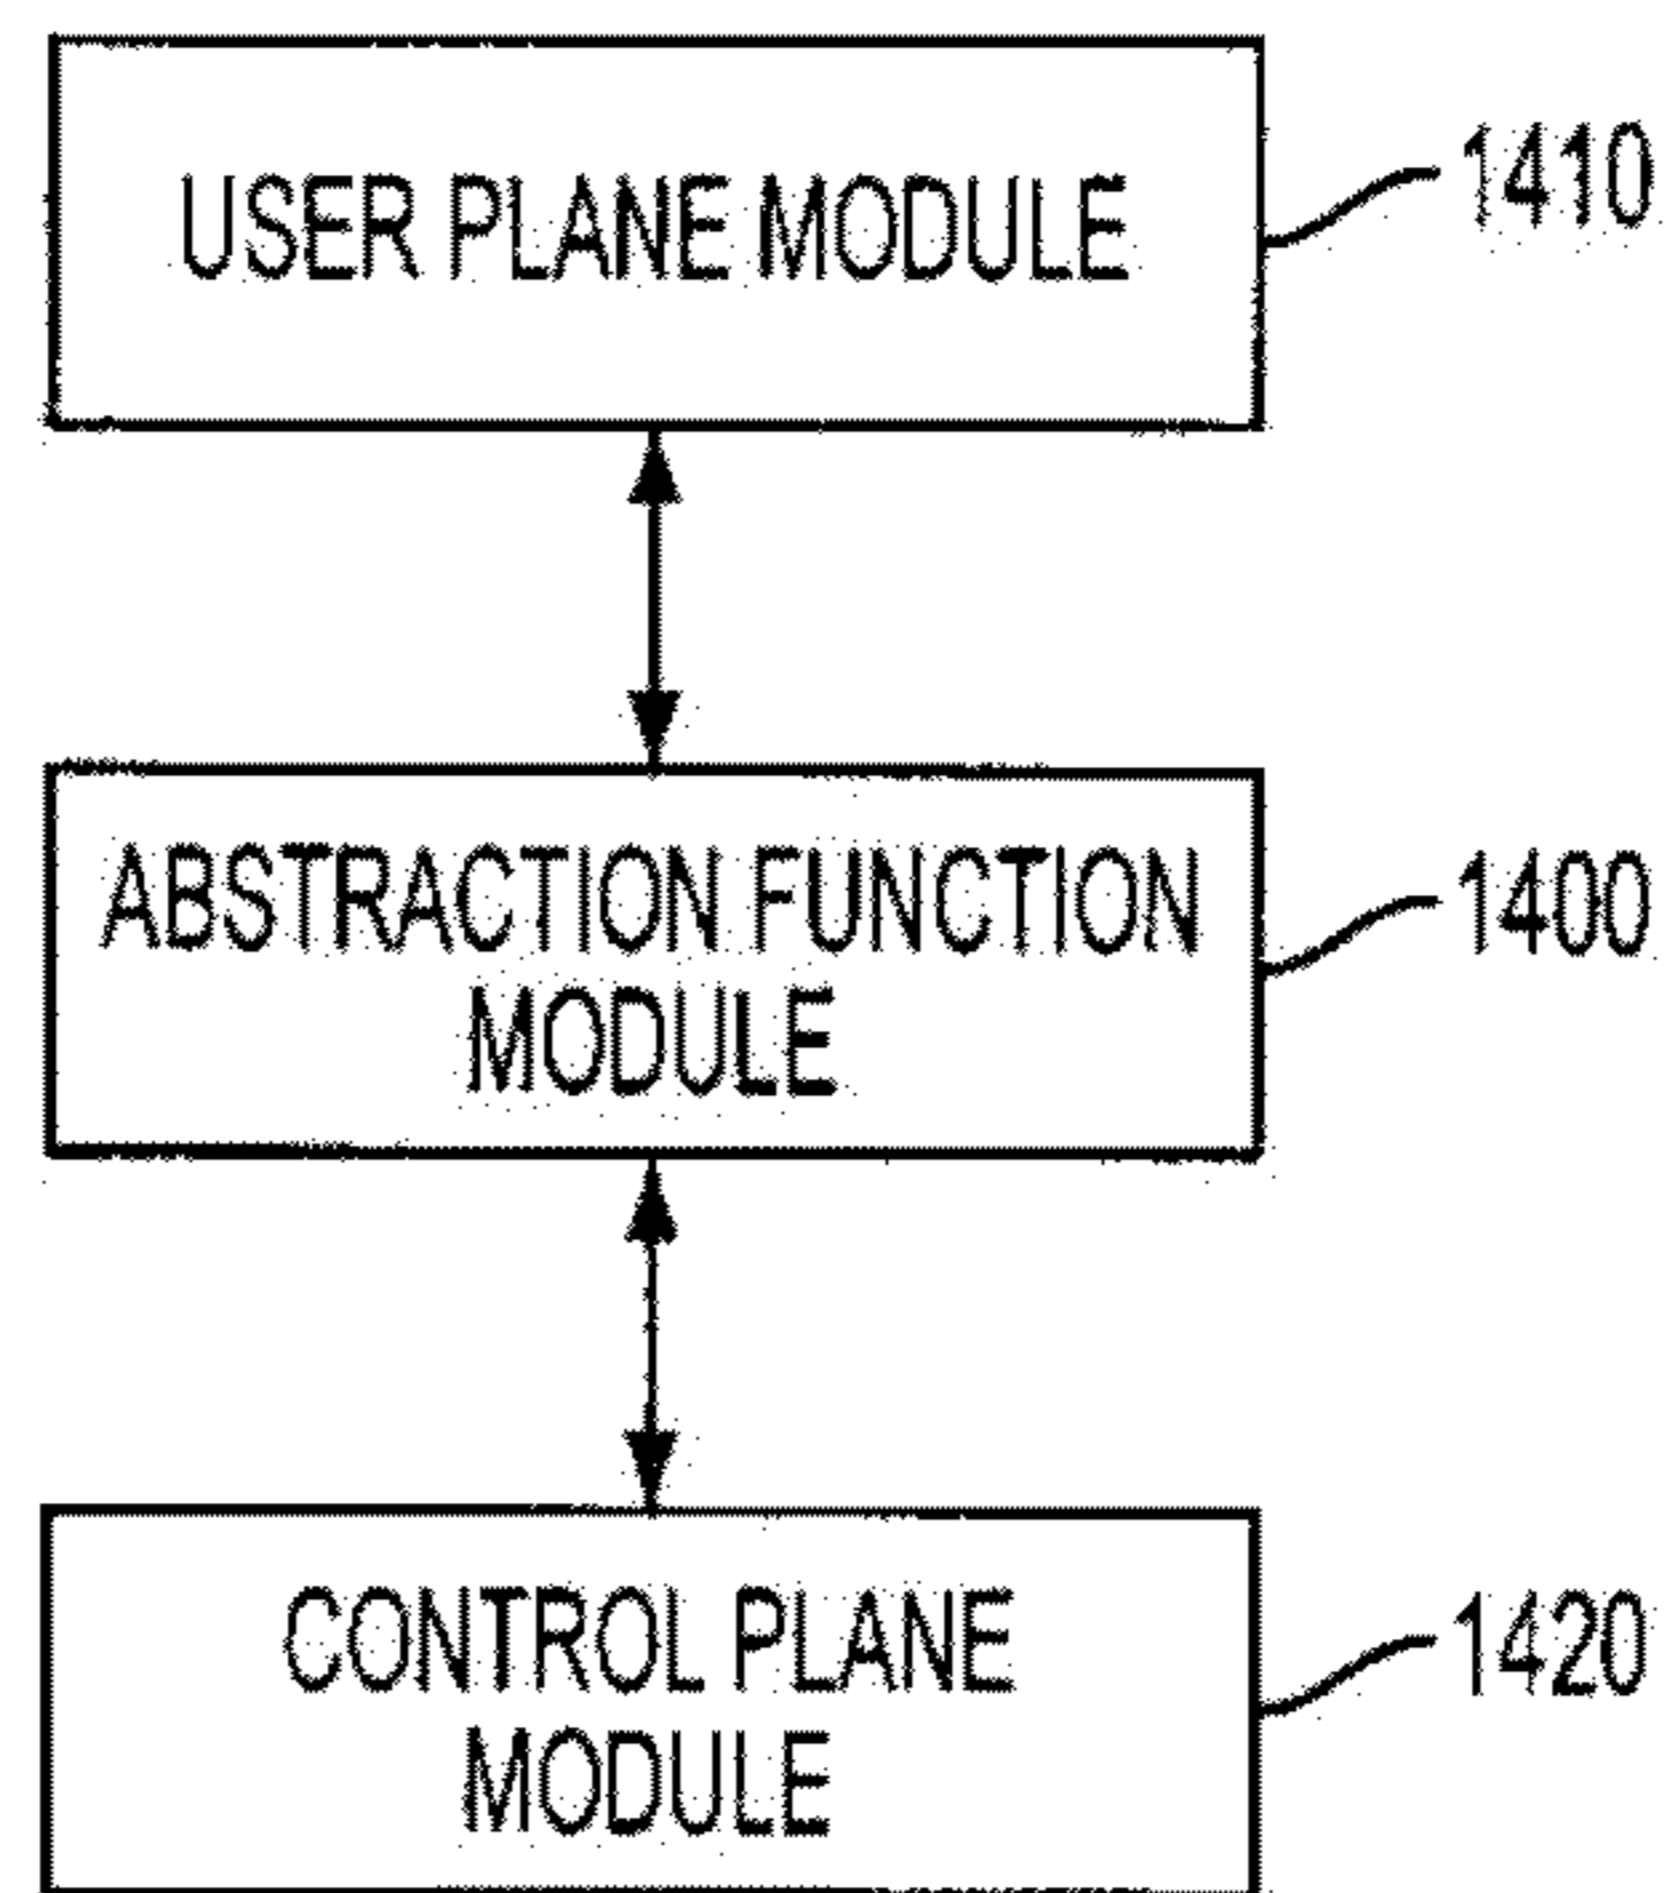 USER PLANE MODULE
1410
ABSTRACTION FUNCTION
MODULE
1400
CONTROL PLANE
MODULE
1420